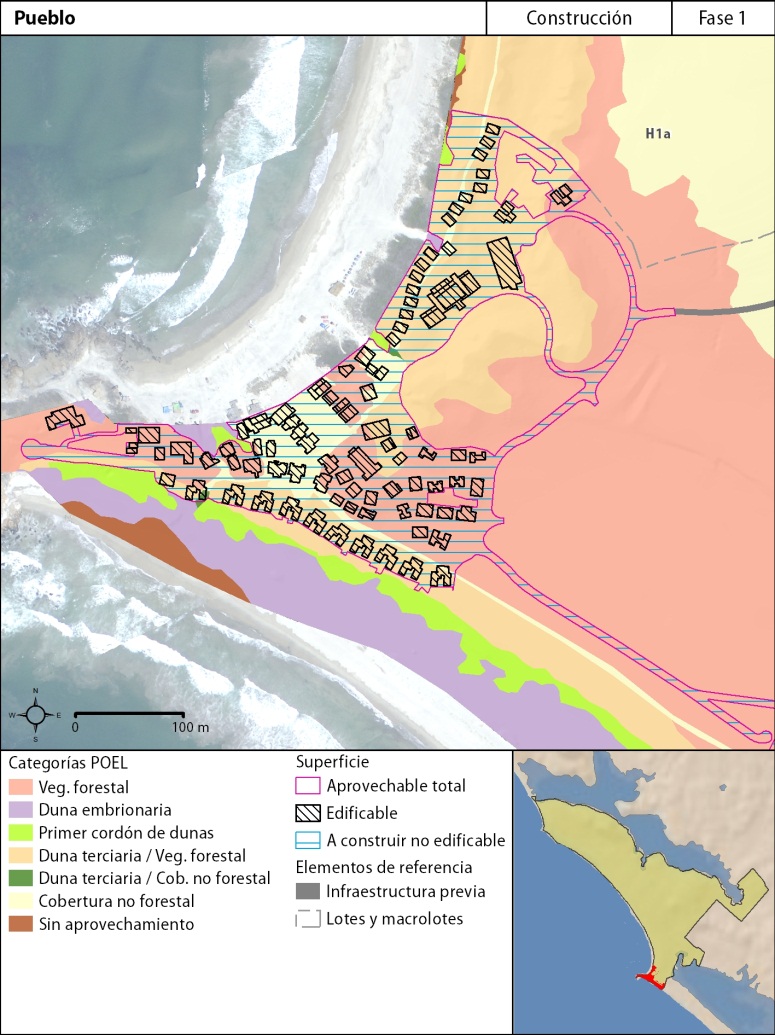 Pueblo
Construcción
Fase 1
H1a
N
W
E
S
0
100 m
Categorías POEL
Veg. forestal
Duna embrionaria
Primer cordón de dunas
Duna terciaria / Veg. forestal
Duna terciaria / Cob. no forestal
Cobertura no forestal
Sin aprovechamiento
Superficie
Aprovechable total
Edificable
A construir no edificable
Elementos de referencia
Infraestructura previa
Lotes y macrolotes